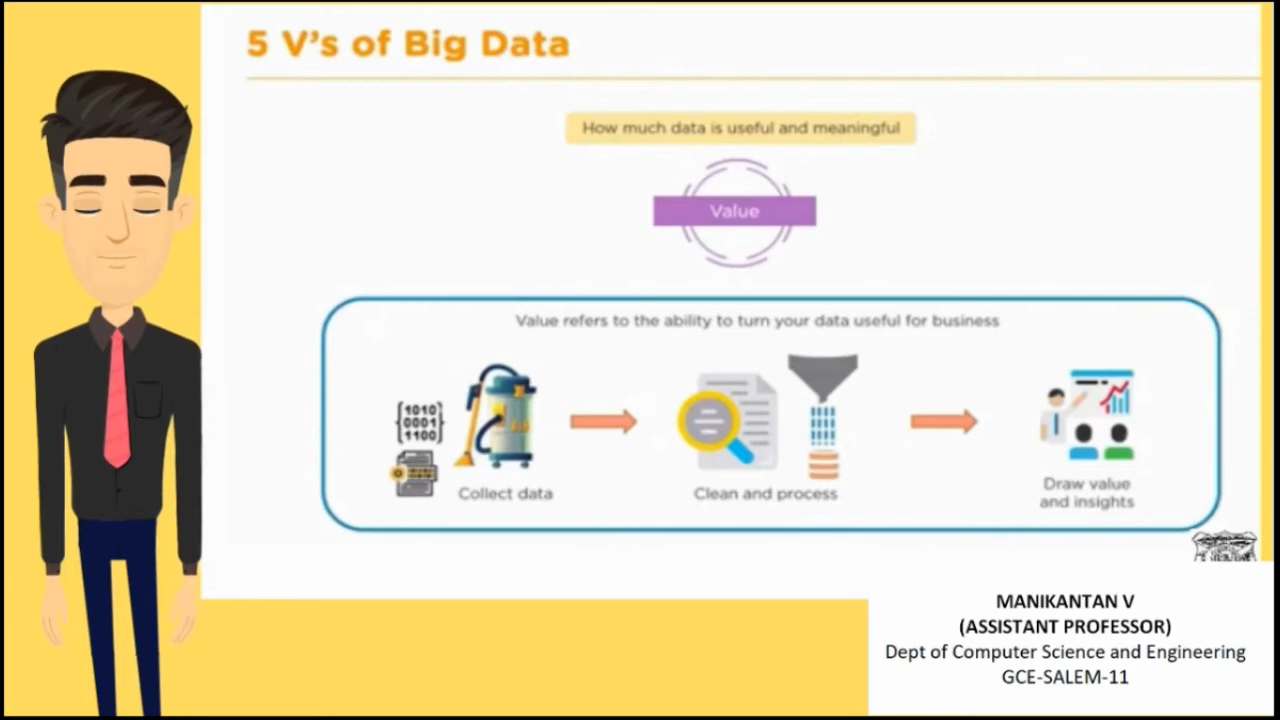 5 V's of Big Data
How much data is useful and meaningful
Value
Value refers to the ability to turn your data useful for business
{1010}
0001
1100}
Collect data
Clean and process
Draw value
and insights
MANIKANTAN V
(ASSISTANT PROFESSOR)
Dept of Computer Science and Engineering
GCE-SALEM-11